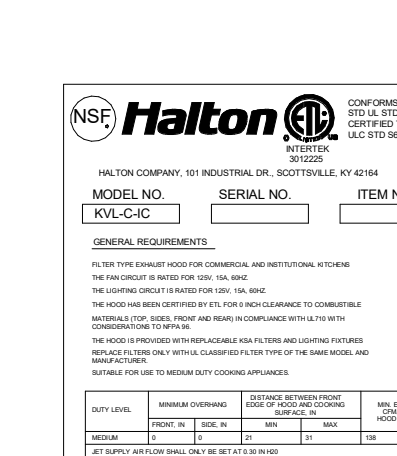 NSF
Halton
ETL
CONFORMS
STD UL STD
CERTIFIED
ULC STD S6
INTERTEK
3012225
HALTON COMPANY, 101 INDUSTRIAL DR., SCOTTSVILLE, KY 42164
MODEL NO. SERIAL NO. ITEM N
KVL-C-IC
GENERAL REQUIREMENTS
FILTER TYPE EXHAUST HOOD FOR COMMERCIAL AND INSTITUTIONAL KITCHENS
THE FAN CIRCUIT IS RATED FOR 125V, 15A, 60HZ.
THE LIGHTING CIRCUIT IS RATED FOR 125V, 15A, 60HZ.
THE HOOD HAS BEEN CERTIFIED BY ETL FOR 0 INCH CLEARANCE TO COMBUSTIBLE
MATERIALS (TOP, SIDES, FRONT AND REAR) IN COMPLIANCE WITH UL710 WITH
CONSIDERATIONS TO NFPA 96.
THE HOOD IS PROVIDED WITH REPLACEABLE KSA FILTERS AND LIGHTING FIXTURES
REPLACE FILTERS ONLY WITH UL CLASSIFIED FILTER TYPE OF THE SAME MODEL AND
MANUFACTURER.
SUITABLE FOR USE TO MEDIUM DUTY COOKING APPLIANCES.
DUTY LEVEL
MINIMUM OVERHANG
DISTANCE BETWEEN FRONT
EDGE OF HOOD AND COOKING
SURFACE, IN
MIN. E
CFM
HOOD
FRONT, IN SIDE, IN MIN MAX
MEDIUM 0 0 21 31 138
JET SUPPLY AIR FLOW SHALL ONLY BE SET AT 0.30 IN H20